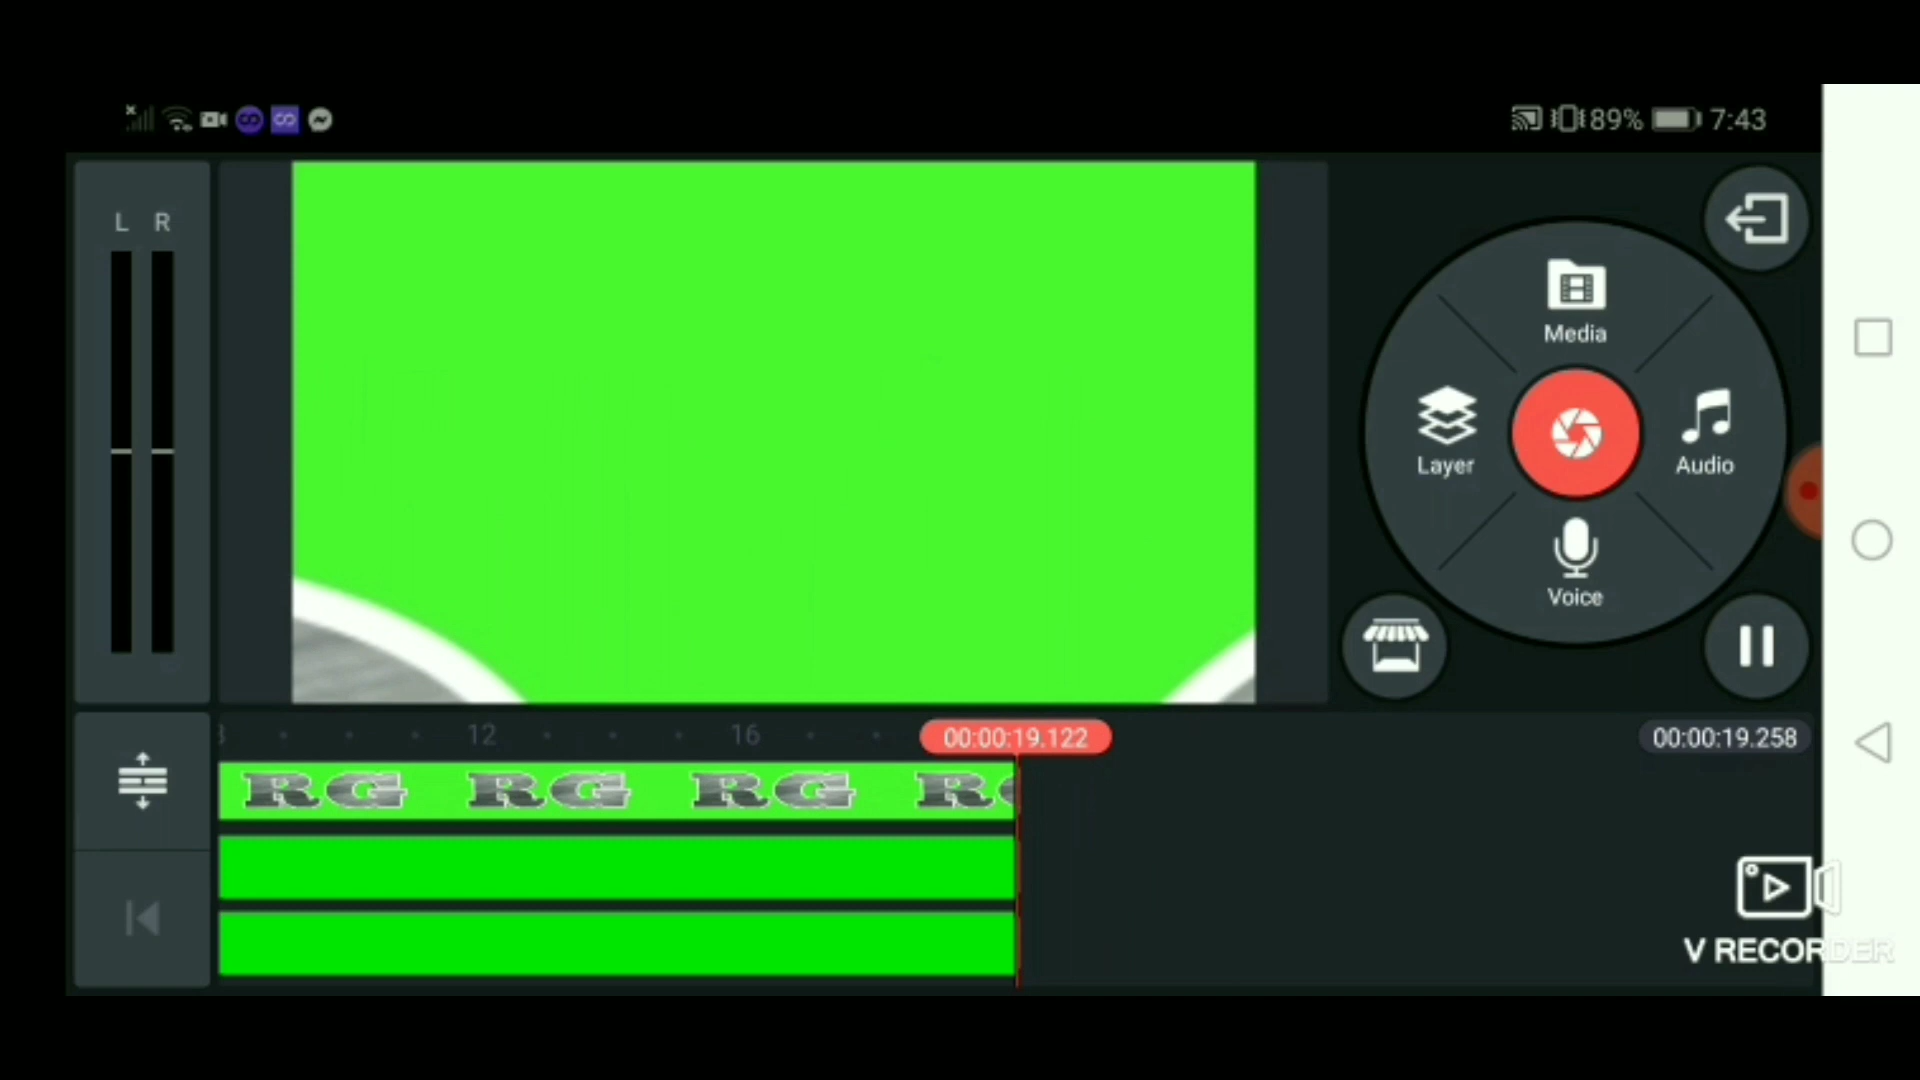 89% 7:43
L R
Media
Layer
Audio
Voice
12 16 00:00:19.122 00:00:19.258
RG RG RG RG
V RECORDER